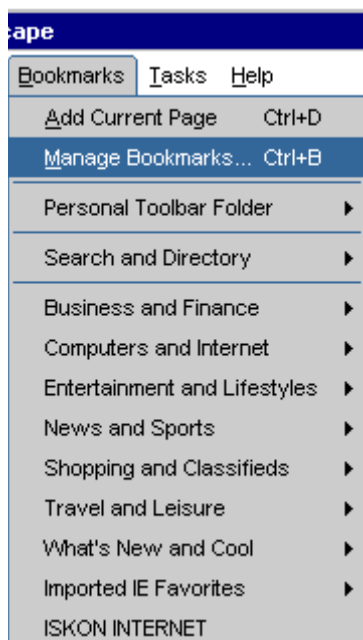 cape
Bookmarks Tasks Help
Add Current Page Ctrl+D
Manage Bookmarks... Ctrl+B
Personal Toolbar Folder
Search and Directory
Business and Finance
Computers and Internet
Entertainment and Lifestyles
News and Sports
Shopping and Classifieds
Travel and Leisure
What's New and Cool
Imported IE Favorites
ISKON INTERNET